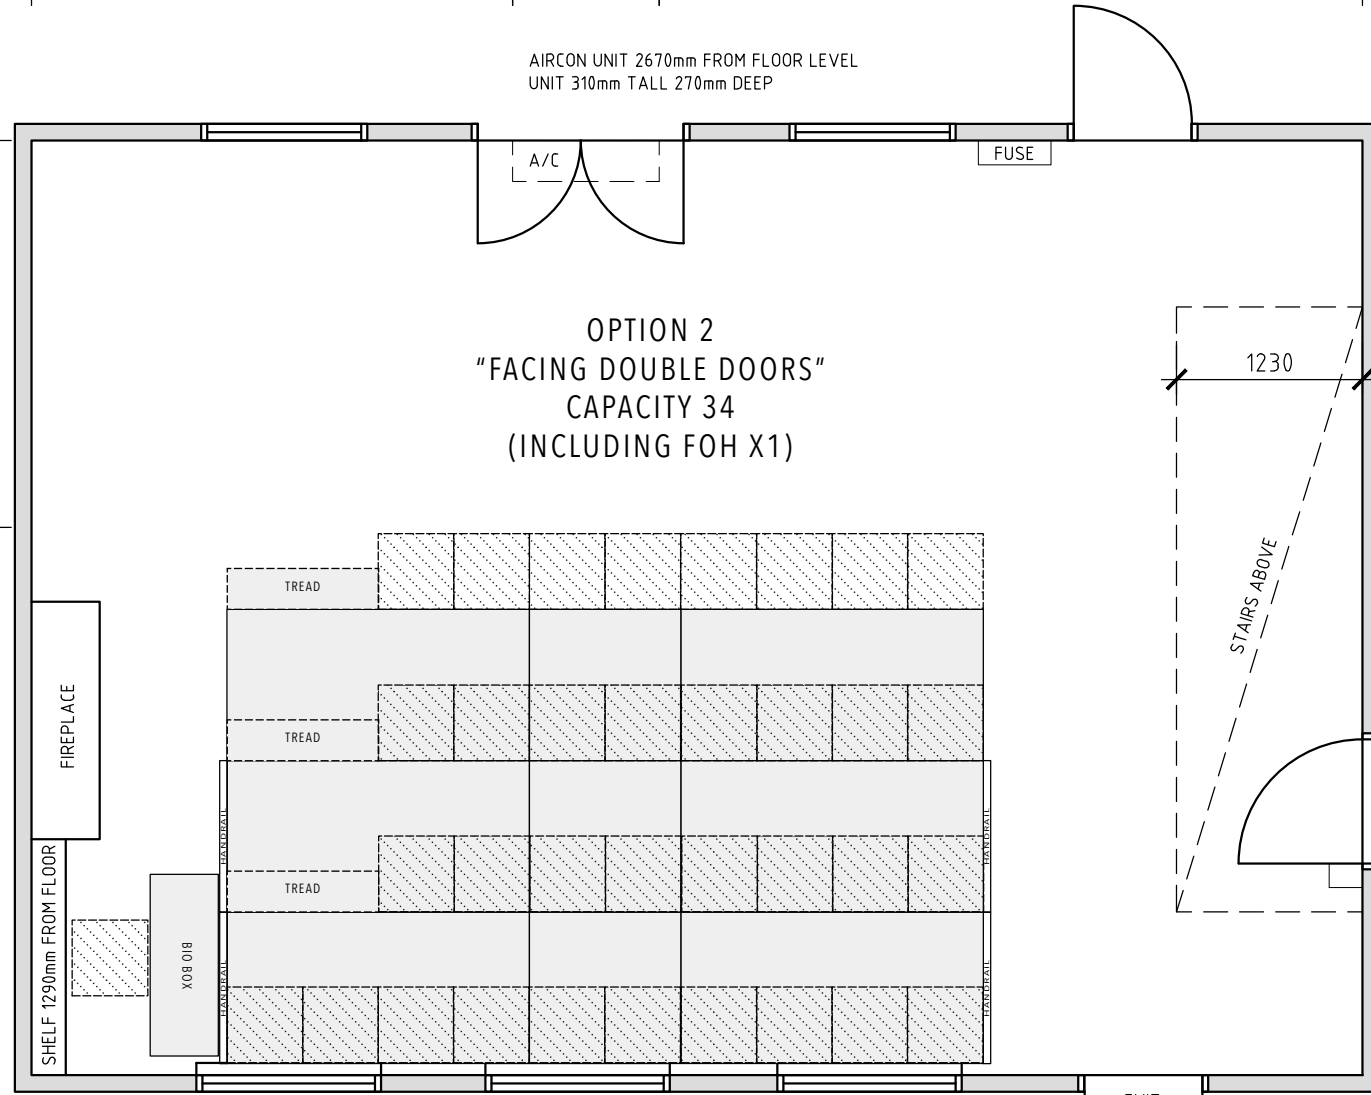 AIRCON UNIT 2670mm FROM FLOOR LEVEL
UNIT 310mm TALL 270mm DEEP
A/C
FUSE
OPTION 2
"FACING DOUBLE DOORS"
CAPACITY 34
(INCLUDING FOH X1)
1230
STAIRS ABOVE
TREAD
FIREPLACE
TREAD
HANDRAIL
HANDRAIL
TREAD
SHELF 1290mm FROM FLOOR
BIO BOX
HANDRAIL
HANDRAIL